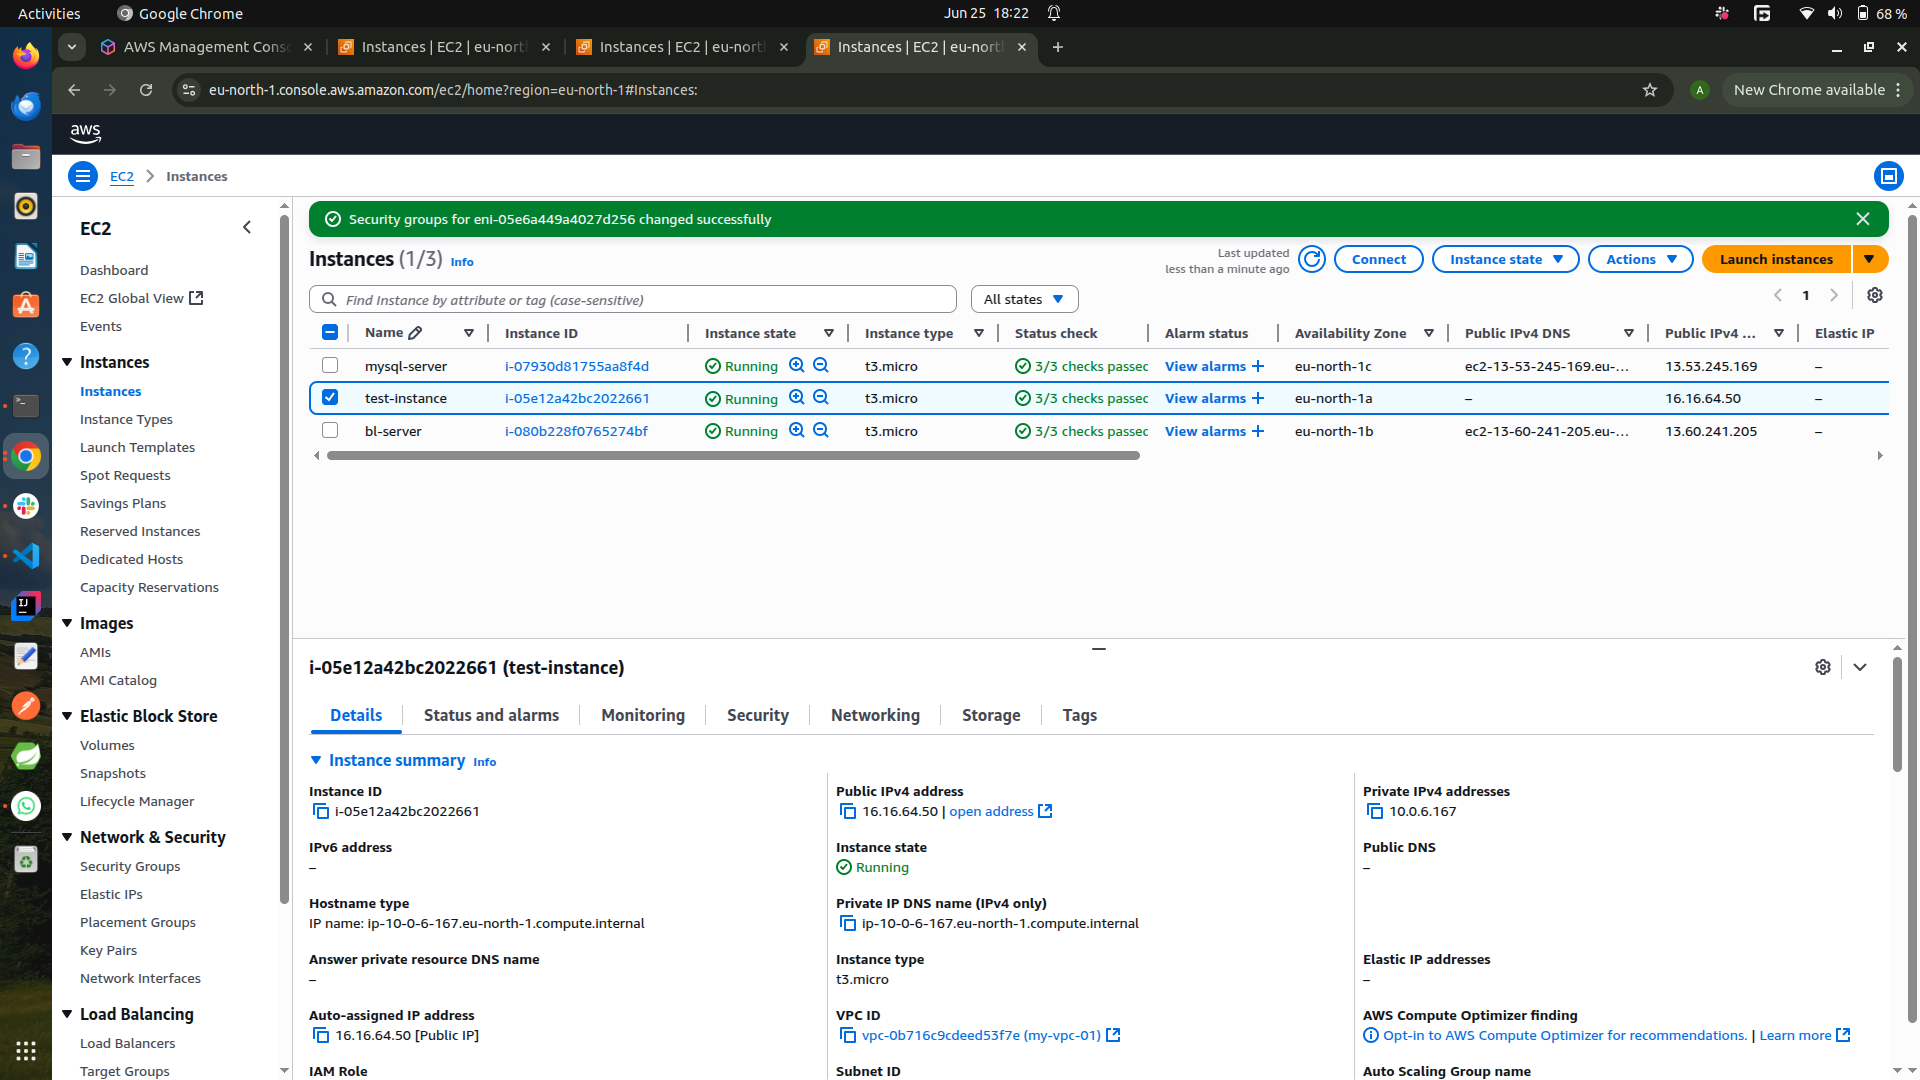 Activities
Google Chrome
Jun 25 18:22
68 %
AWS Management Conso
Instances | EC2 | eu-north
Instances | EC2 | eu-north
Instances | EC2 | eu-north
eu-north-1.console.aws.amazon.com/ec2/home?region=eu-north-1#Instances:
A
New Chrome available
aws
EC2
Instances
EC2
Dashboard
EC2 Global View
Events
Instances
Instances
Instance Types
Launch Templates
Spot Requests
Savings Plans
Reserved Instances
Dedicated Hosts
Capacity Reservations
Images
AMIs
AMI Catalog
Elastic Block Store
Volumes
Snapshots
Lifecycle Manager
Network & Security
Security Groups
Elastic IPs
Placement Groups
Key Pairs
Network Interfaces
Load Balancing
Load Balancers
Target Groups
Security groups for eni-05e6a449a4027d256 changed successfully
Instances (1/3) Info
Last updated
less than a minute ago
Connect
Instance state
Actions
Launch instances
Find Instance by attribute or tag (case-sensitive)
All states
1
Name Instance ID Instance state Instance type Status check Alarm status Availability Zone Public IPv4 DNS Public IPv4 ... Elastic IP
mysql-server i-07930d81755aa8f4d Running t3.micro 3/3 checks passec View alarms + eu-north-1c ec2-13-53-245-169.eu-... 13.53.245.169 –
test-instance i-05e12a42bc2022661 Running t3.micro 3/3 checks passec View alarms + eu-north-1a – 16.16.64.50 –
bl-server i-080b228f0765274bf Running t3.micro 3/3 checks passec View alarms + eu-north-1b ec2-13-60-241-205.eu-... 13.60.241.205 –
i-05e12a42bc2022661 (test-instance)
Details
Status and alarms
Monitoring
Security
Networking
Storage
Tags
Instance summary Info
Instance ID
i-05e12a42bc2022661
Public IPv4 address
16.16.64.50 | open address
Private IPv4 addresses
10.0.6.167
IPv6 address
–
Instance state
Running
Public DNS
–
Hostname type
IP name: ip-10-0-6-167.eu-north-1.compute.internal
Private IP DNS name (IPv4 only)
ip-10-0-6-167.eu-north-1.compute.internal
Answer private resource DNS name
–
Instance type
t3.micro
Elastic IP addresses
–
Auto-assigned IP address
16.16.64.50 [Public IP]
VPC ID
vpc-0b716c9cdeed53f7e (my-vpc-01)
AWS Compute Optimizer finding
Opt-in to AWS Compute Optimizer for recommendations. | Learn more
IAM Role
Subnet ID
Auto Scaling Group name